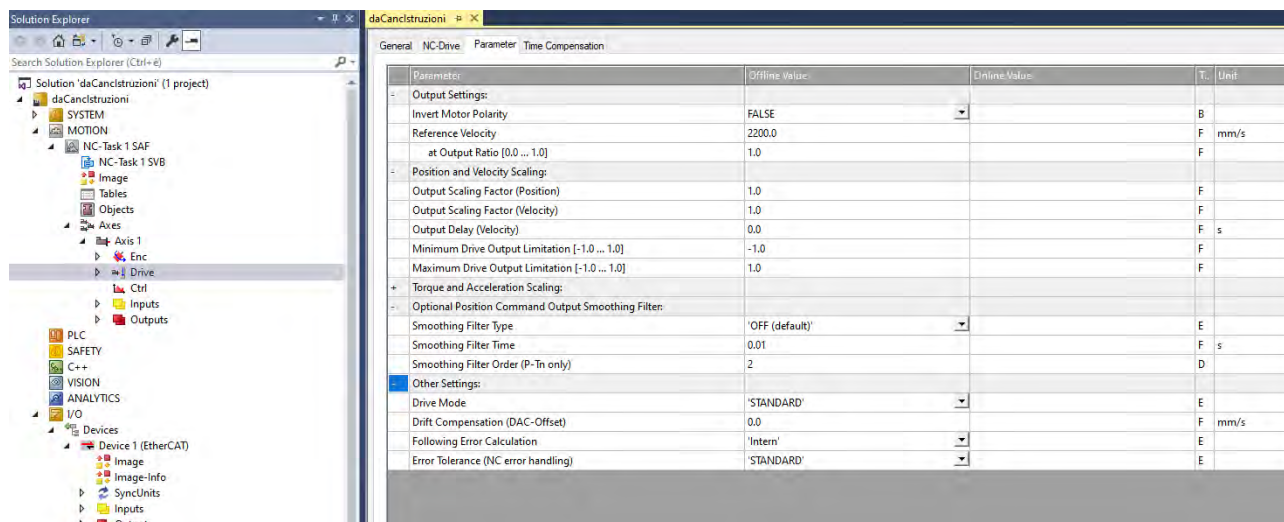 Solution Explorer
Search Solution Explorer (Ctrl+è)
Solution 'daCancIstruzioni' (1 project)
daCancIstruzioni
SYSTEM
MOTION
NC-Task 1 SAF
NC-Task 1 SVB
Image
Tables
Objects
Axes
Axis 1
Enc
Drive
Ctrl
Inputs
Outputs
PLC
SAFETY
C++
VISION
ANALYTICS
I/O
Devices
Device 1 (EtherCAT)
Image
Image-Info
SyncUnits
Inputs
daCancIstruzioni
General NC-Drive Parameter Time Compensation
Parameter Offline Value Online Value T.. Unit
- Output Settings:
Invert Motor Polarity FALSE B
Reference Velocity 2200.0 F mm/s
at Output Ratio [0.0 ... 1.0] 1.0 F
- Position and Velocity Scaling:
Output Scaling Factor (Position) 1.0 F
Output Scaling Factor (Velocity) 1.0 F
Output Delay (Velocity) 0.0 F s
Minimum Drive Output Limitation [-1.0 ... 1.0] -1.0 F
Maximum Drive Output Limitation [-1.0 ... 1.0] 1.0 F
+ Torque and Acceleration Scaling:
- Optional Position Command Output Smoothing Filter:
Smoothing Filter Type 'OFF (default)' E
Smoothing Filter Time 0.01 F s
Smoothing Filter Order (P-Tn only) 2 D
- Other Settings:
Drive Mode 'STANDARD' E
Drift Compensation (DAC-Offset) 0.0 F mm/s
Following Error Calculation 'Intern' E
Error Tolerance (NC error handling) 'STANDARD' E